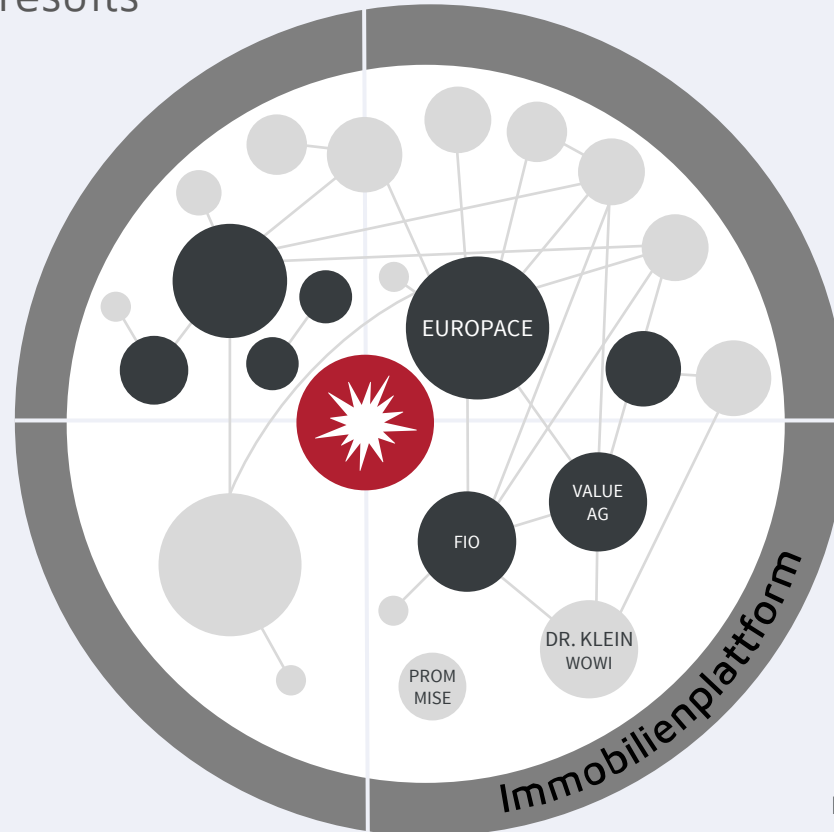 results
EUROPACE
VALUE
AG
FIO
DR. KLEIN
WOWI
PROM
MISE
Immobilienplattform